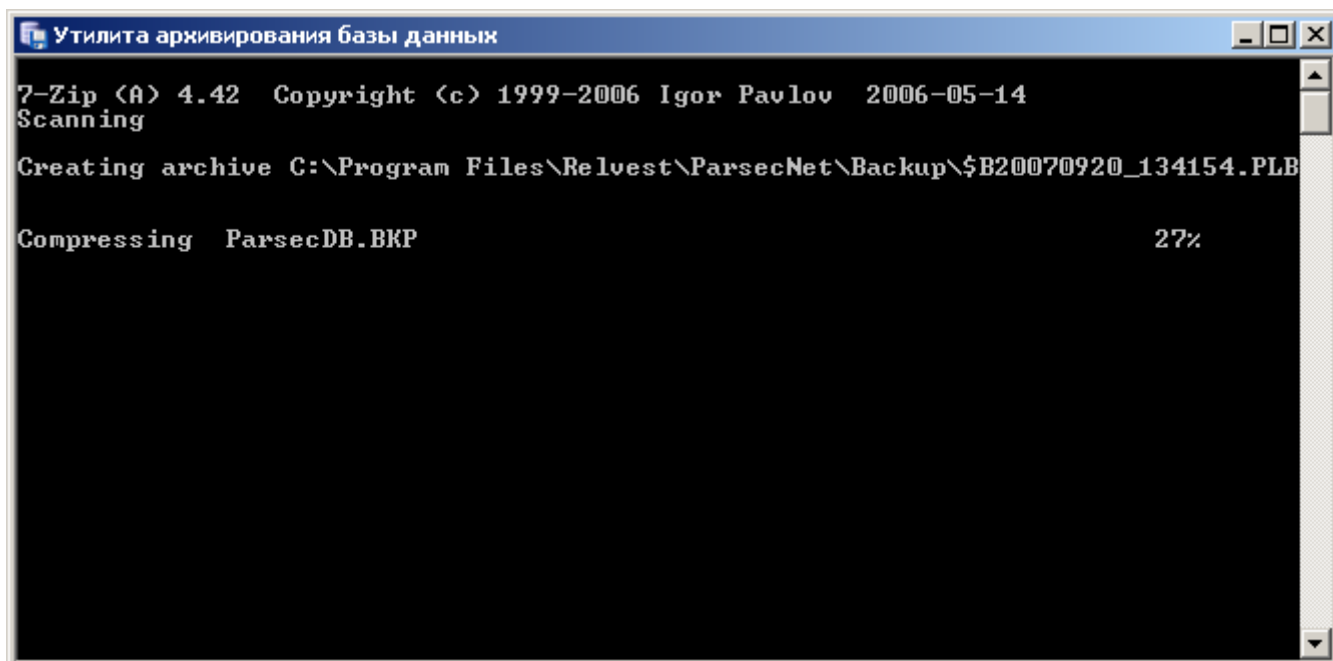 Утилита архивирования базы данных
7-Zip (A) 4.42  Copyright (c) 1999-2006 Igor Pavlov  2006-05-14
Scanning
Creating archive C:\Program Files\Relvest\ParsecNet\Backup\$B20070920_134154.PLB
Compressing  ParsecDB.BKP 27%